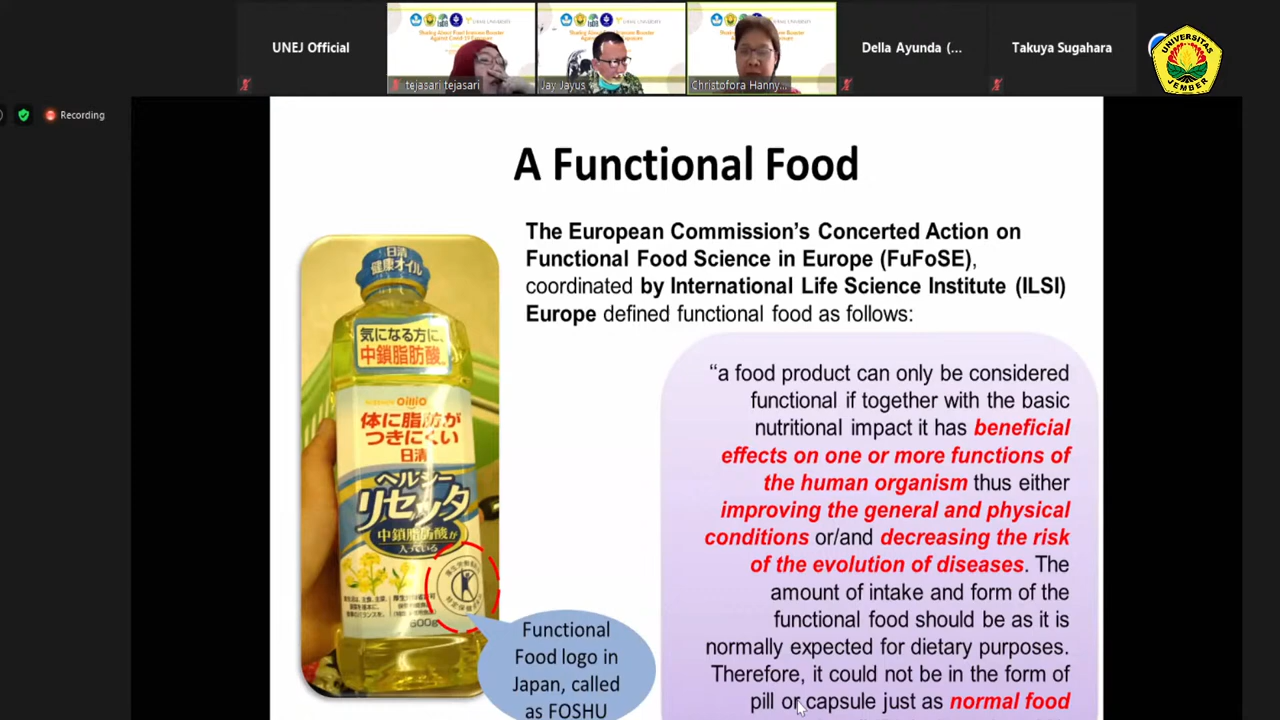 UNEJ Official
tejasari tejasari
Jay Jayus
Christofora Hanny...
Della Ayunda (...
Takuya Sugahara
UNIVERSITAS
JEMBER
Recording
A Functional Food
The European Commission's Concerted Action on
Functional Food Science in Europe (FuFoSE),
coordinated by International Life Science Institute (ILSI)
Europe defined functional food as follows:
日清
健康オイル
気になる方に、
中鎖脂肪酸
OilliO
体に脂肪が
つきにくい
日清
ヘルシー
リセッタ
中鎖脂肪酸が
入っている
600g
Functional
Food logo in
Japan, called
as FOSHU
“a food product can only be considered
functional if together with the basic
nutritional impact it has beneficial
effects on one or more functions of
the human organism thus either
improving the general and physical
conditions or/and decreasing the risk
of the evolution of diseases. The
amount of intake and form of the
functional food should be as it is
normally expected for dietary purposes.
Therefore, it could not be in the form of
pill or capsule just as normal food